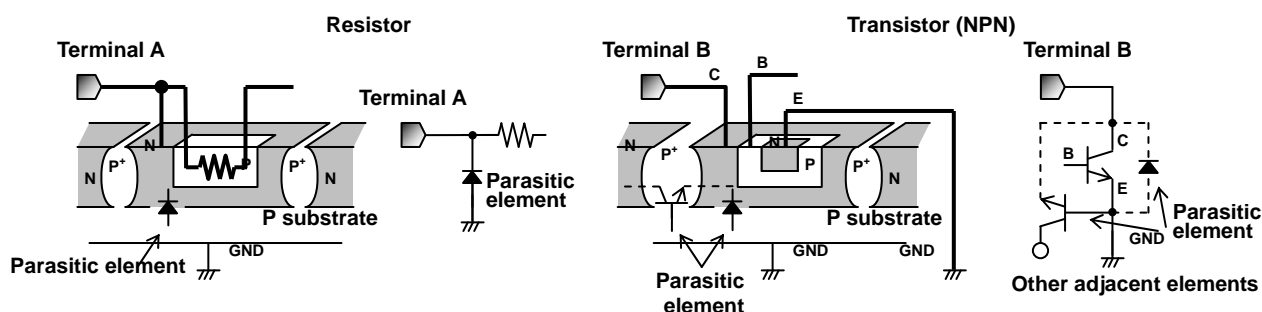 Resistor
Transistor (NPN)
Terminal A
Terminal B
Terminal B
Terminal A
C
B
E
C
B
E
N
P
P+
P+
N
N
N
P+
N
P
P+
N
N
Parasitic
element
P substrate
P substrate
Parasitic
element
GND
GND
GND
GND
Parasitic element
Parasitic
element
Other adjacent elements